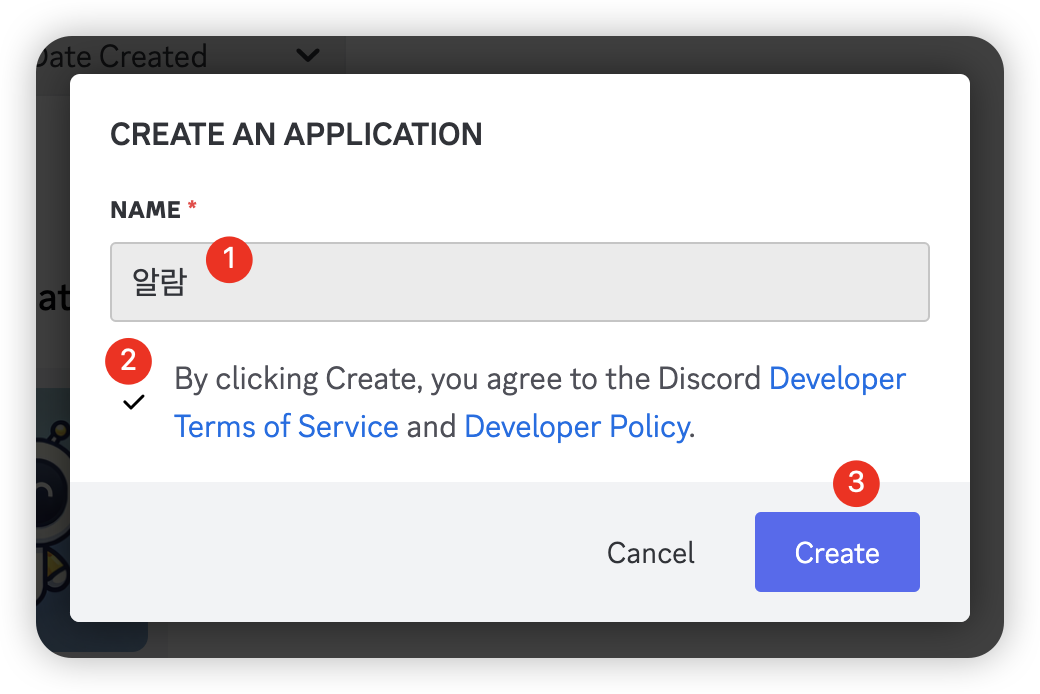 Date Created
CREATE AN APPLICATION
NAME *
1
알람
2
By clicking Create, you agree to the Discord Developer
Terms of Service and Developer Policy.
3
Cancel
Create